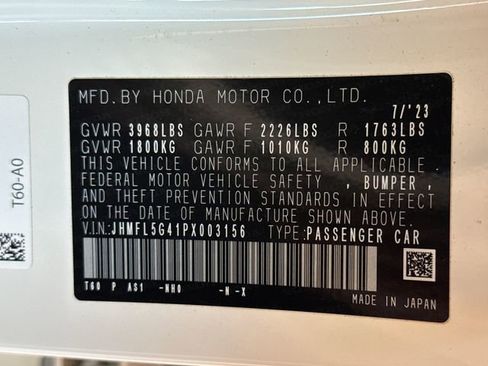 MFD.BY HONDA MOTOR CO.,LTD.
7/'23
GVWR 3968LBS GAWR F 2226LBS R 1763LBS
GVWR 1800KG GAWR F 1010KG R 800KG
THIS VEHICLE CONFORMS TO ALL APPLICABLE
FEDERAL MOTOR VEHICLE SAFETY , BUMPER ,
AND THEFT PREVENTION STANDARDS IN EFFECT
ON THE DATE OF MANUFACTURE SHOWN ABOVE.
V.I.N:JHMFL5G41PX003156 TYPE:PASSENGER CAR
T60 P AS1 -NH0 -N -X
MADE IN JAPAN
T60-A0